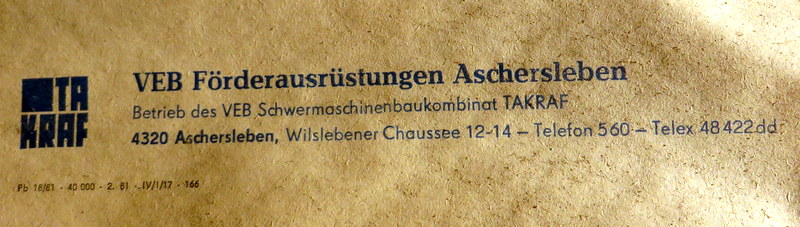 TA
KRAF
VEB Förderausrüstungen Aschersleben
Betrieb des VEB Schwermaschinenbaukombinat TAKRAF
4320 Aschersleben, Wilslebener Chaussee 12-14 – Telefon 560 – Telex 48 422 dd
Pb 16/81 - 40 000 - 2. 81 - IV/1/17 - 166